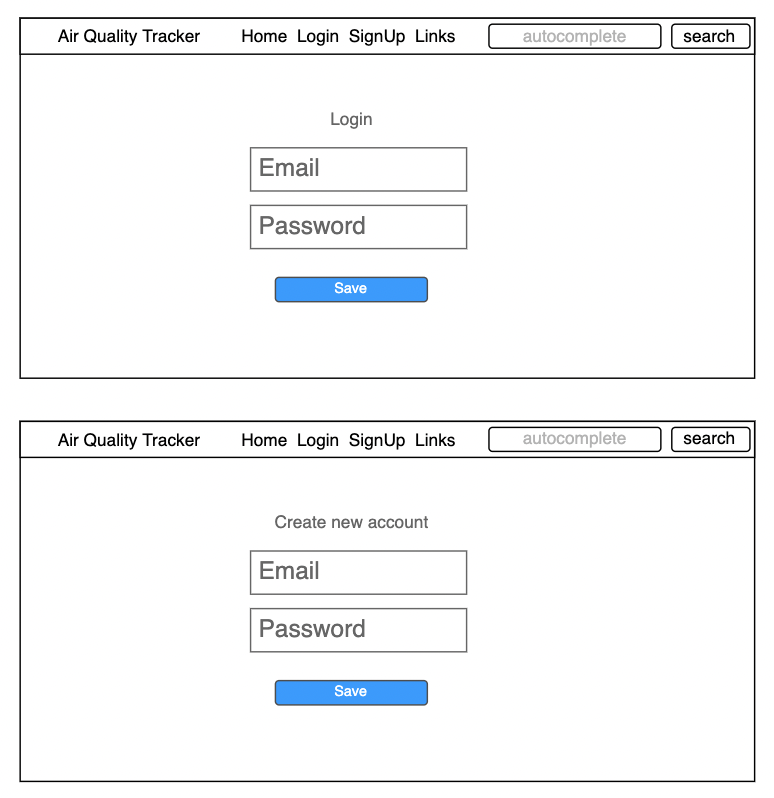 Air Quality Tracker Home Login SignUp Links autocomplete search
Login
Email
Password
Save
Air Quality Tracker Home Login SignUp Links autocomplete search
Create new account
Email
Password
Save